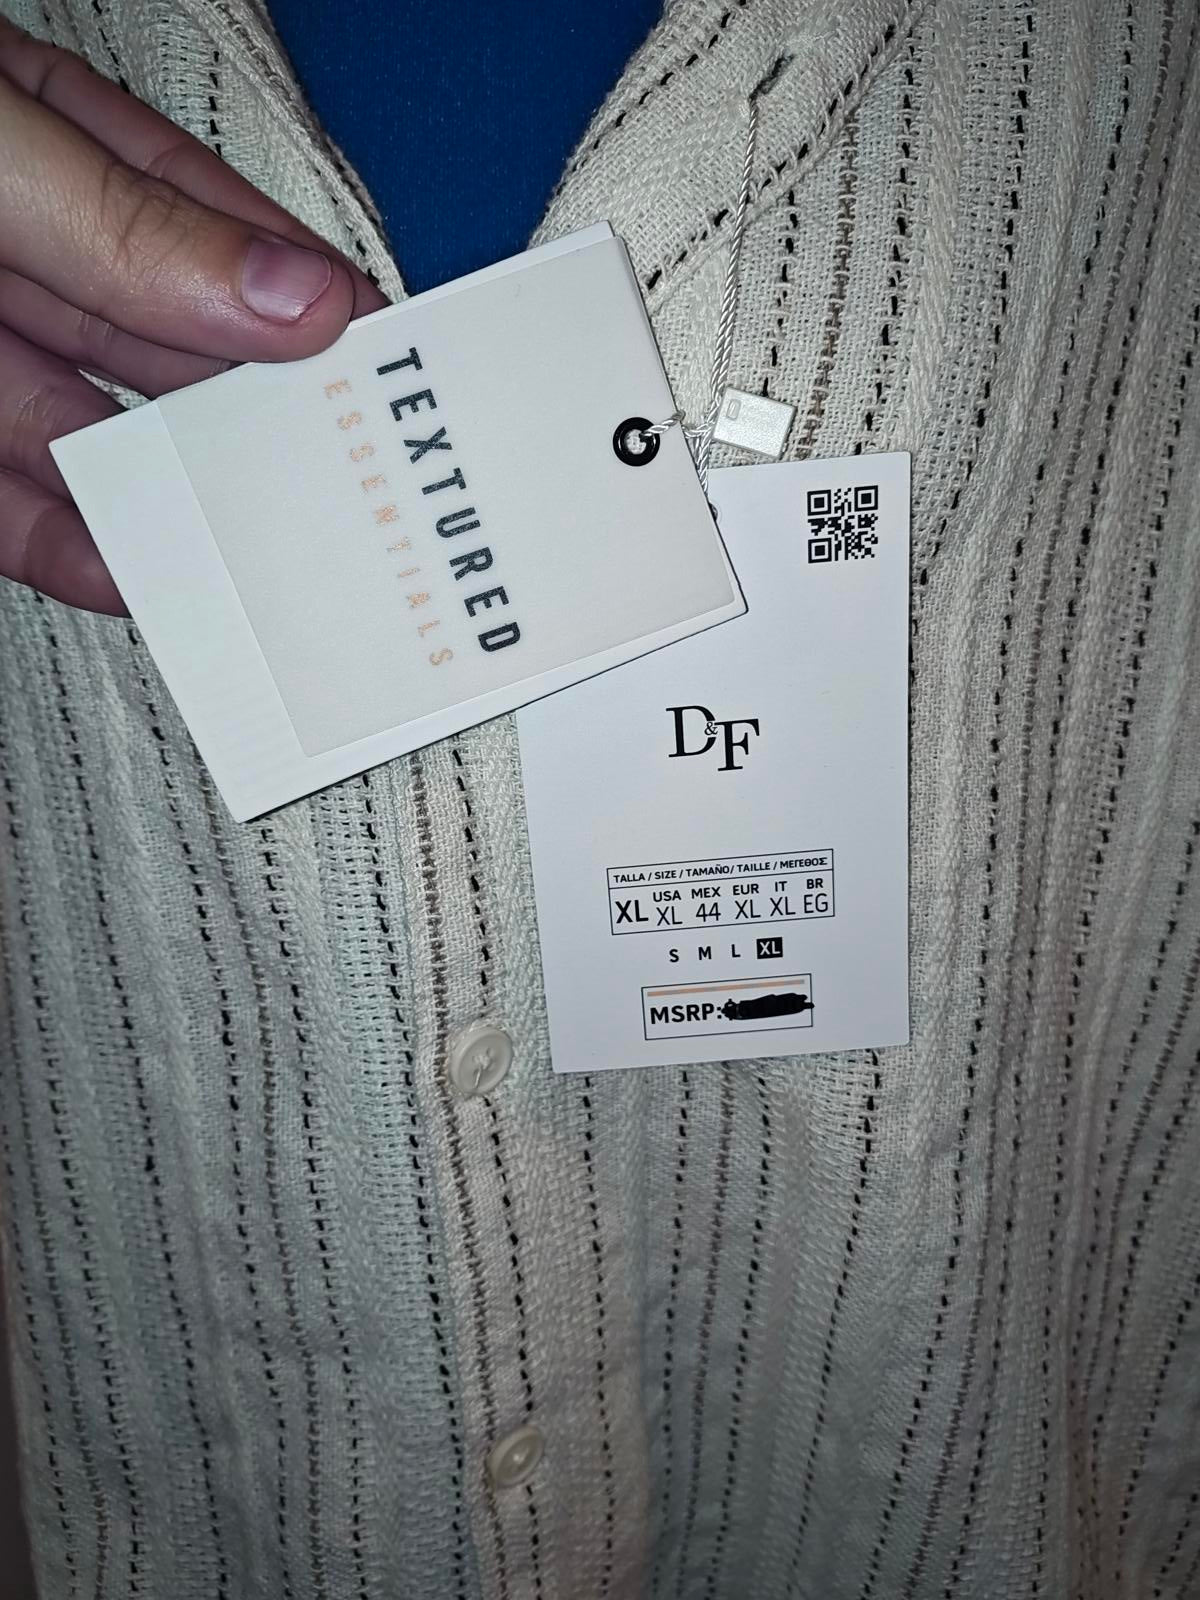 TEXTURED
ESSENTIALS
D&F
TALLA / SIZE / TAMAÑO / TAILLE / ΜΕΓΕΘΟΣ
XL USA XL MEX 44 EUR XL IT XL BR EG
S M L XL
MSRP: